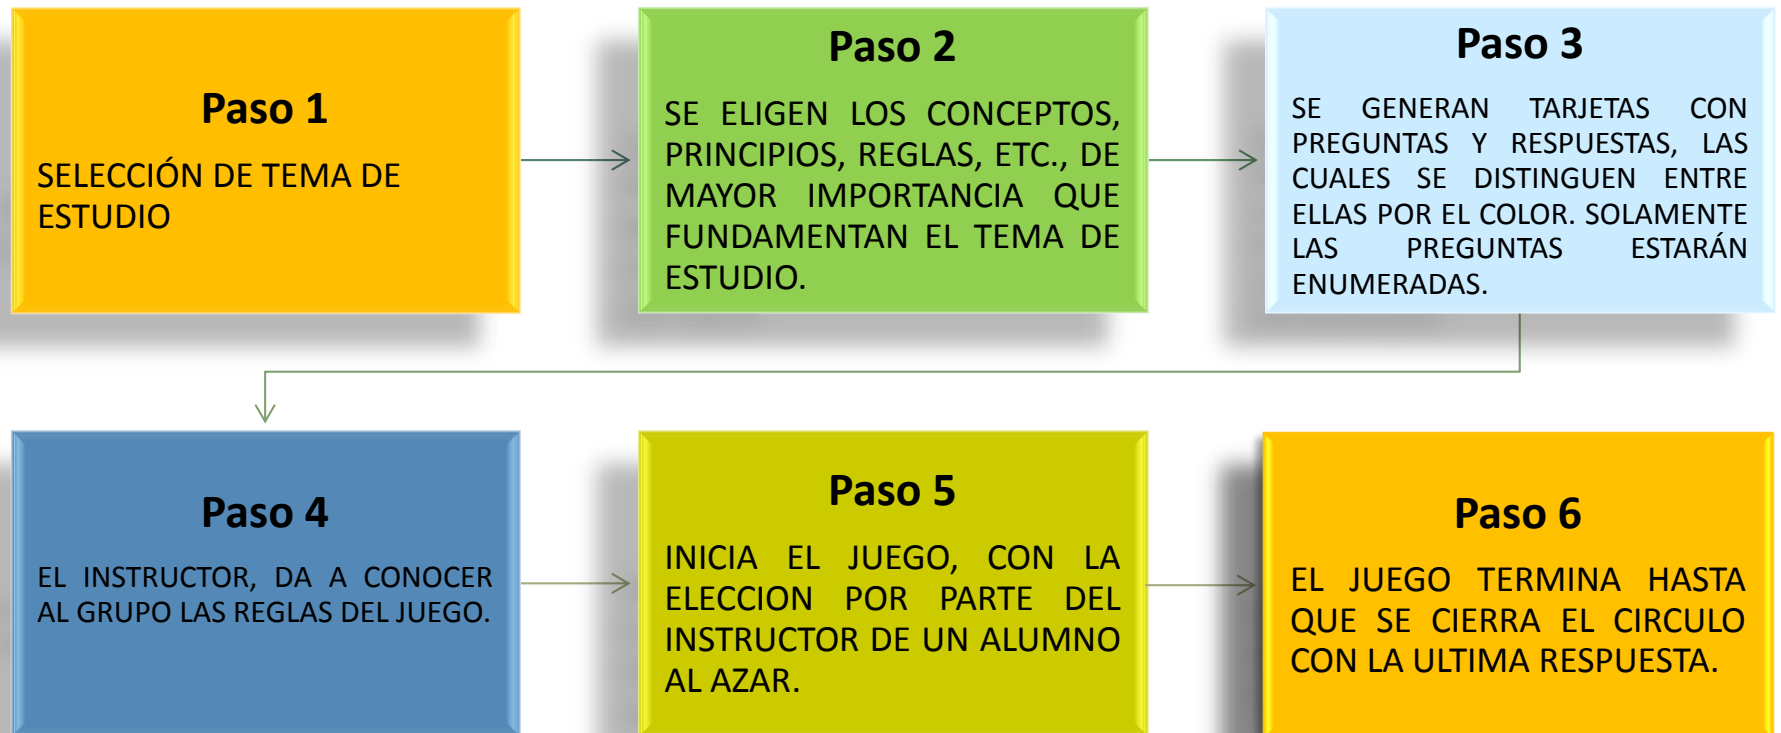 Paso 1
SELECCIÓN DE TEMA DE
ESTUDIO
Paso 2
SE ELIGEN LOS CONCEPTOS,
PRINCIPIOS, REGLAS, ETC., DE
MAYOR IMPORTANCIA QUE
FUNDAMENTAN EL TEMA DE
ESTUDIO.
Paso 3
SE GENERAN TARJETAS CON
PREGUNTAS Y RESPUESTAS, LAS
CUALES SE DISTINGUEN ENTRE
ELLAS POR EL COLOR. SOLAMENTE
LAS PREGUNTAS ESTARÁN
ENUMERADAS.
Paso 4
EL INSTRUCTOR, DA A CONOCER
AL GRUPO LAS REGLAS DEL JUEGO.
Paso 5
INICIA EL JUEGO, CON LA
ELECCION POR PARTE DEL
INSTRUCTOR DE UN ALUMNO
AL AZAR.
Paso 6
EL JUEGO TERMINA HASTA
QUE SE CIERRA EL CIRCULO
CON LA ULTIMA RESPUESTA.